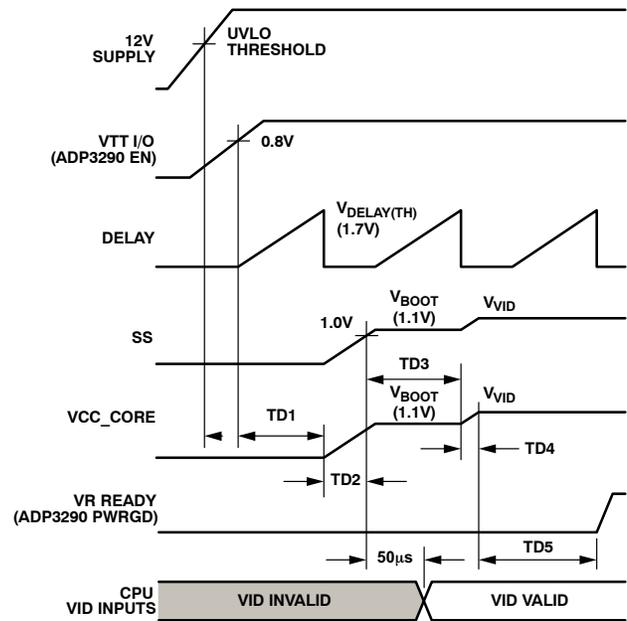 12V
SUPPLY
UVLO
THRESHOLD
VTT I/O
(ADP3290 EN)
0.8V
DELAY
VDELAY(TH)
(1.7V)
SS
1.0V
VBOOT
(1.1V)
VVID
TD3
VCC_CORE
TD1
VBOOT
(1.1V)
VVID
TD4
TD2
VR READY
(ADP3290 PWRGD)
50μs
TD5
CPU
VID INPUTS
VID INVALID
VID VALID